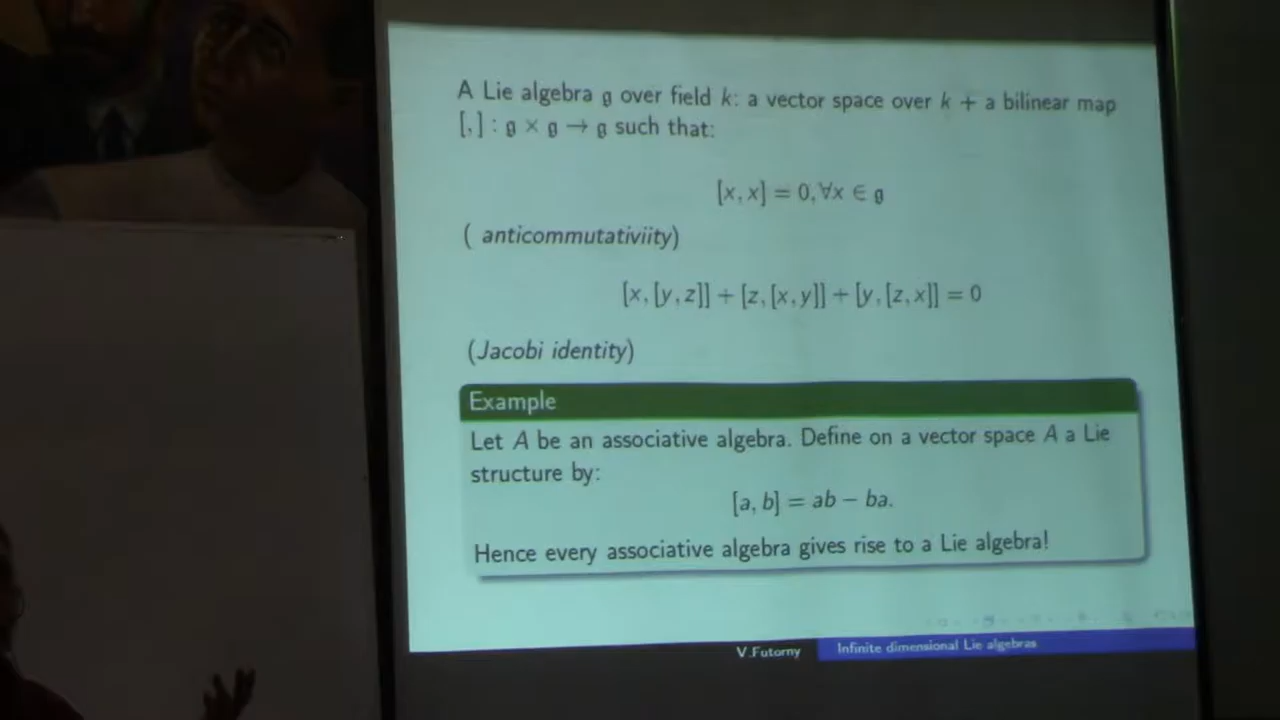 A Lie algebra 𝔤 over field k: a vector space over k + a bilinear map
[,] : 𝔤 × 𝔤 → 𝔤 such that:
[x, x] = 0, ∀x ∈ 𝔤
( anticommutativiity)
[x, [y, z]] + [z, [x, y]] + [y, [z, x]] = 0
(Jacobi identity)
Example
Let A be an associative algebra. Define on a vector space A a Lie
structure by:
[a, b] = ab − ba.
Hence every associative algebra gives rise to a Lie algebra!
V.Futorny Infinite dimensional Lie algebras